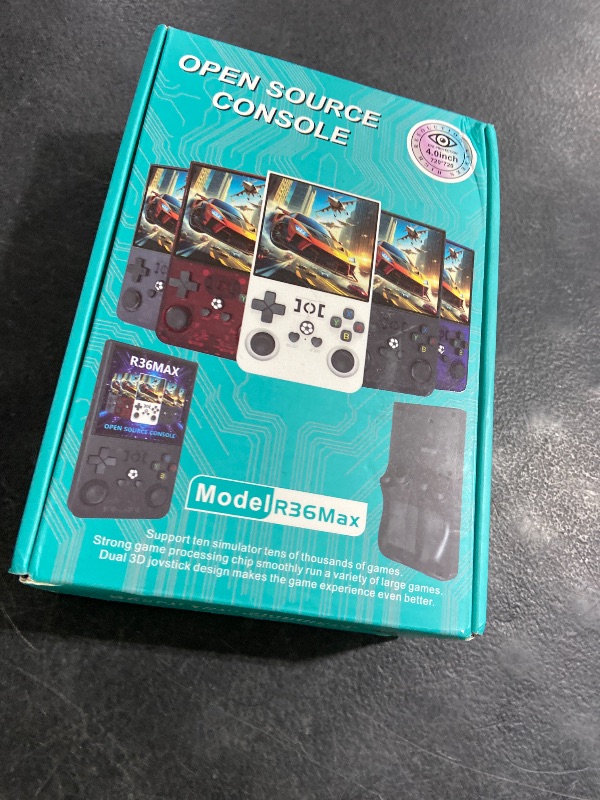 OPEN SOURCE
CONSOLE
4.0inch
720*720
R36MAX
OPEN SOURCE CONSOLE
Model R36Max
Support ten simulator tens of thousands of games.
Strong game processing chip smoothly run a variety of large games.
Dual 3D joystick design makes the game experience even better.